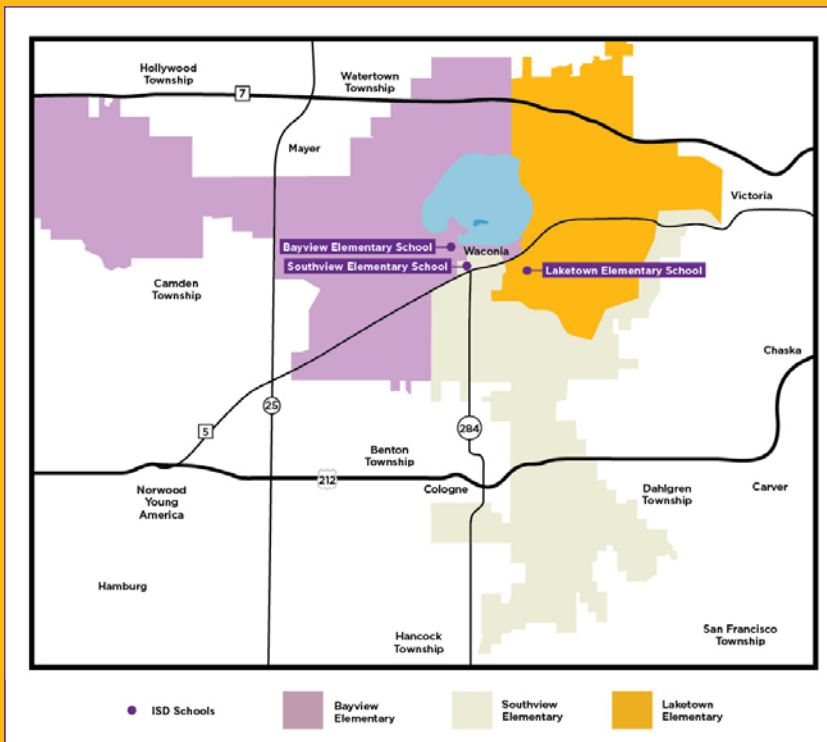 Hollywood
Township
Watertown
Township
7
Mayer
Victoria
Bayview Elementary School
Waconia
Southview Elementary School
Laketown Elementary School
Camden
Township
Chaska
25
5
284
Benton
Township
212
Cologne
Norwood
Young
America
Dahlgren
Township
Carver
Hamburg
Hancock
Township
San Francisco
Township
ISD Schools
Bayview
Elementary
Southview
Elementary
Laketown
Elementary